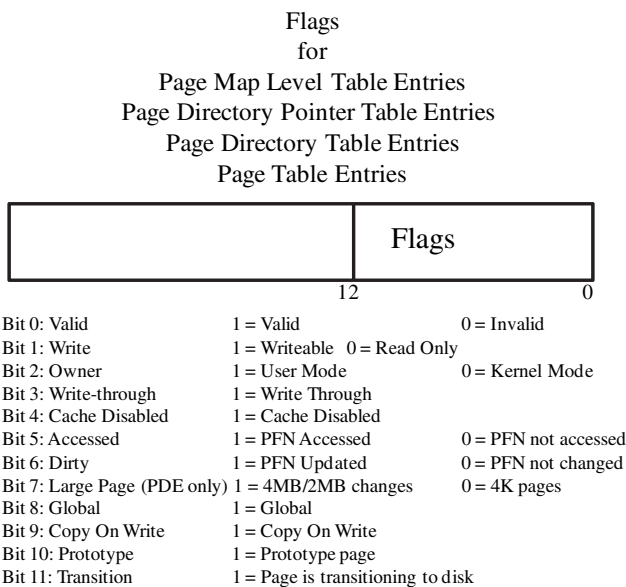 Flags
for
Page Map Level Table Entries
Page Directory Pointer Table Entries
Page Directory Table Entries
Page Table Entries
Flags
12 0
Bit 0: Valid 1 = Valid 0 = Invalid
Bit 1: Write 1 = Writeable 0 = Read Only
Bit 2: Owner 1 = User Mode 0 = Kernel Mode
Bit 3: Write-through 1 = Write Through
Bit 4: Cache Disabled 1 = Cache Disabled
Bit 5: Accessed 1 = PFN Accessed 0 = PFN not accessed
Bit 6: Dirty 1 = PFN Updated 0 = PFN not changed
Bit 7: Large Page (PDE only) 1 = 4MB/2MB changes 0 = 4K pages
Bit 8: Global 1 = Global
Bit 9: Copy On Write 1 = Copy On Write
Bit 10: Prototype 1 = Prototype page
Bit 11: Transition 1 = Page is transitioning to disk